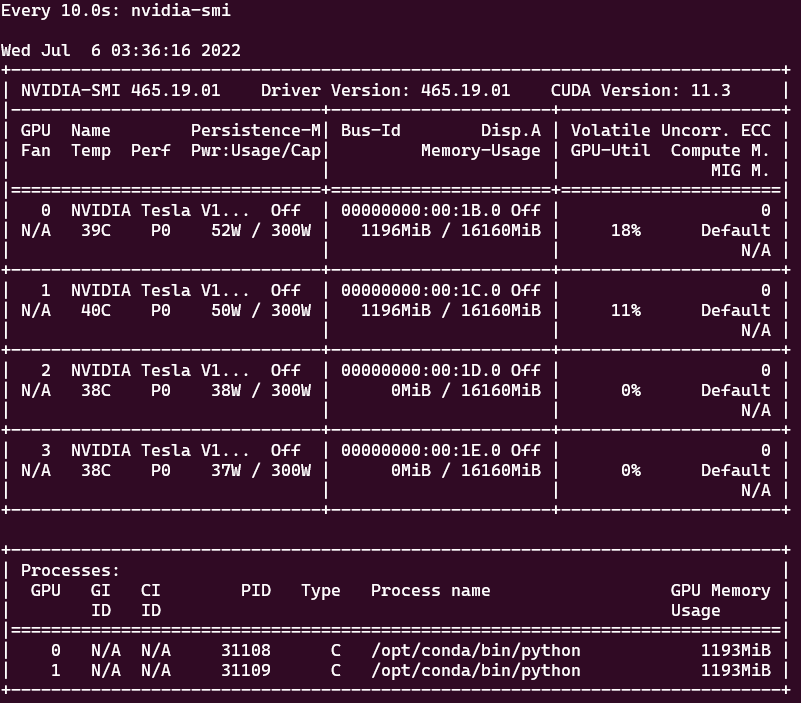 Every 10.0s: nvidia-smi
Wed Jul  6 03:36:16 2022
+-----------------------------------------------------------------------------+
| NVIDIA-SMI 465.19.01    Driver Version: 465.19.01    CUDA Version: 11.3     |
|-------------------------------+----------------------+----------------------+
| GPU  Name        Persistence-M| Bus-Id        Disp.A | Volatile Uncorr. ECC |
| Fan  Temp  Perf  Pwr:Usage/Cap|         Memory-Usage | GPU-Util  Compute M. |
|                               |                      |               MIG M. |
|===============================+======================+======================|
|   0  NVIDIA Tesla V1...  Off  | 00000000:00:1B.0 Off |                    0 |
| N/A   39C    P0    52W / 300W |   1196MiB / 16160MiB |     18%      Default |
|                               |                      |                  N/A |
+-------------------------------+----------------------+----------------------+
|   1  NVIDIA Tesla V1...  Off  | 00000000:00:1C.0 Off |                    0 |
| N/A   40C    P0    50W / 300W |   1196MiB / 16160MiB |     11%      Default |
|                               |                      |                  N/A |
+-------------------------------+----------------------+----------------------+
|   2  NVIDIA Tesla V1...  Off  | 00000000:00:1D.0 Off |                    0 |
| N/A   38C    P0    38W / 300W |      0MiB / 16160MiB |      0%      Default |
|                               |                      |                  N/A |
+-------------------------------+----------------------+----------------------+
|   3  NVIDIA Tesla V1...  Off  | 00000000:00:1E.0 Off |                    0 |
| N/A   38C    P0    37W / 300W |      0MiB / 16160MiB |      0%      Default |
|                               |                      |                  N/A |
+-------------------------------+----------------------+----------------------+
+-----------------------------------------------------------------------------+
| Processes:                                                                  |
|  GPU   GI   CI        PID   Type   Process name                  GPU Memory |
|        ID   ID                                                   Usage      |
|=============================================================================|
|    0   N/A  N/A     31108      C   /opt/conda/bin/python            1193MiB |
|    1   N/A  N/A     31109      C   /opt/conda/bin/python            1193MiB |
+-----------------------------------------------------------------------------+